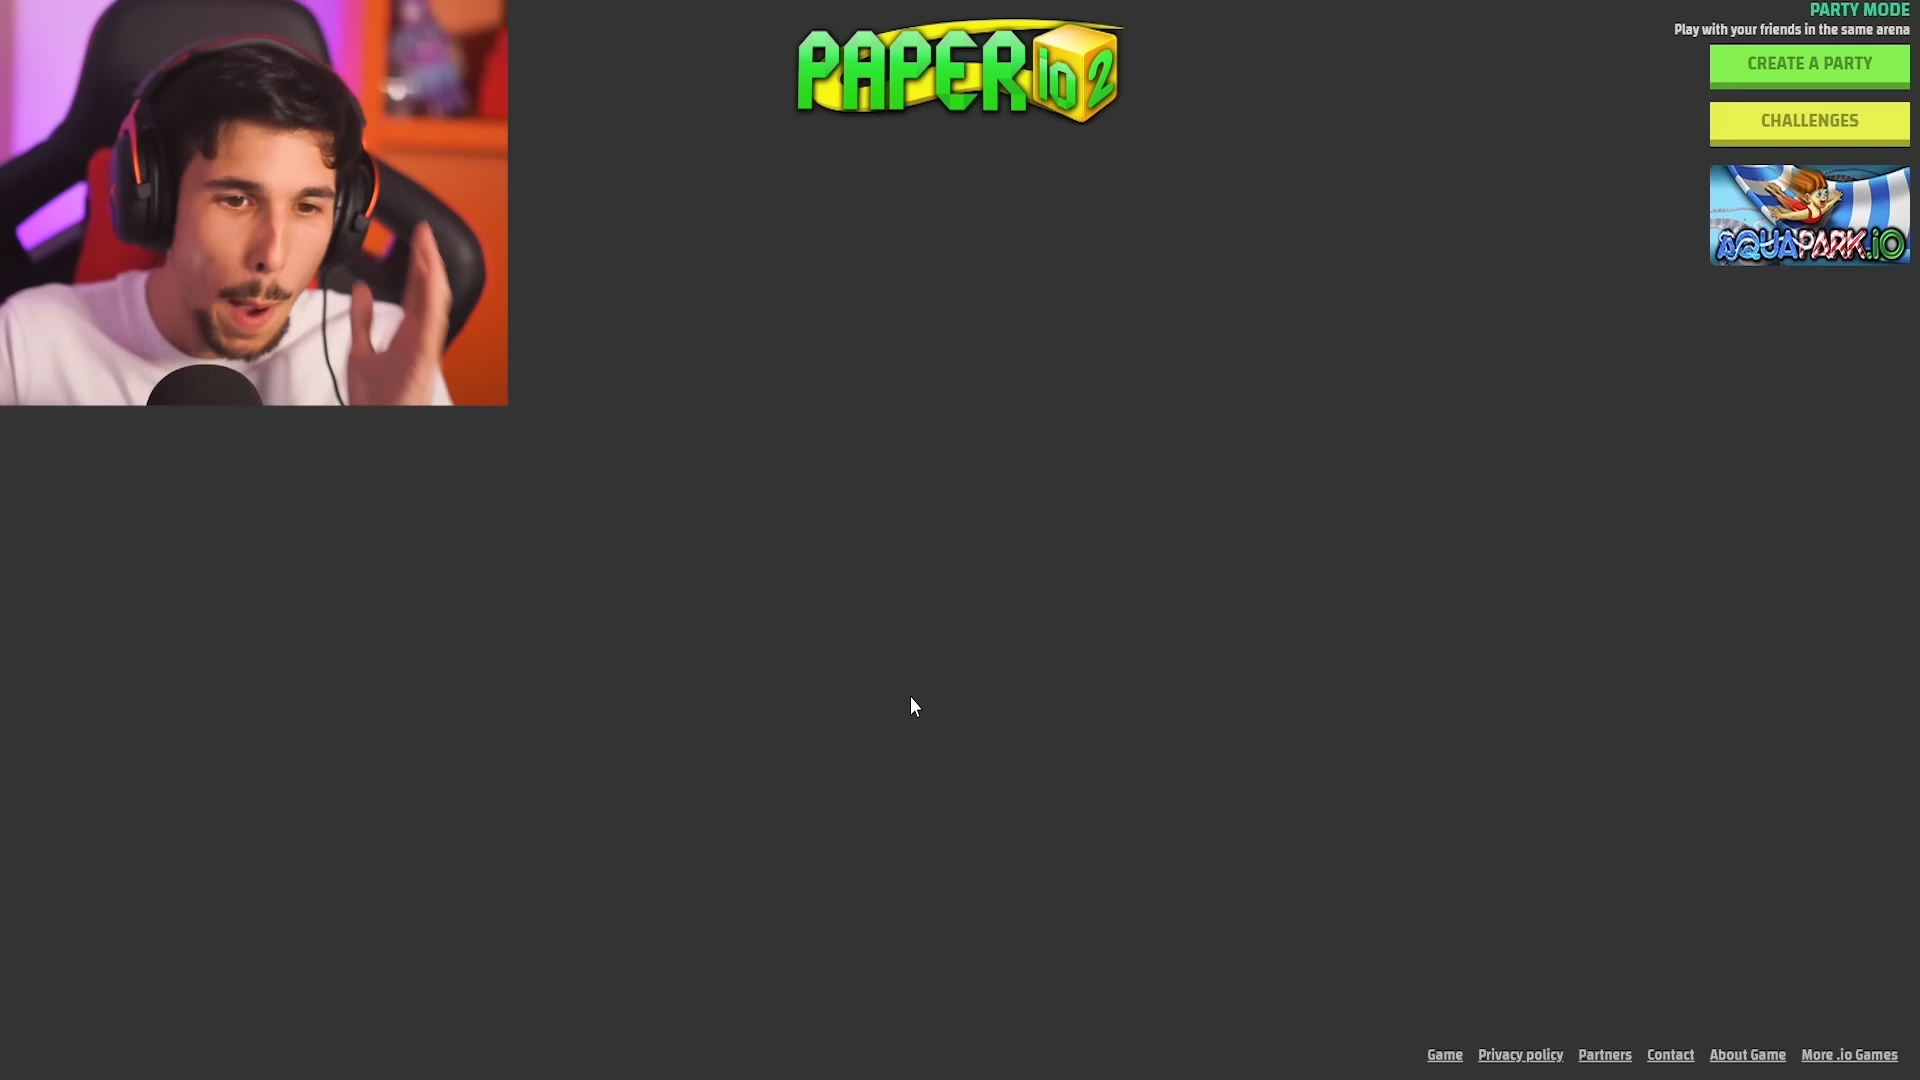 PAPER io 2
PARTY MODE
Play with your friends in the same arena
CREATE A PARTY
CHALLENGES
AQUAPARK.iO
Game Privacy policy Partners Contact About Game More .io Games